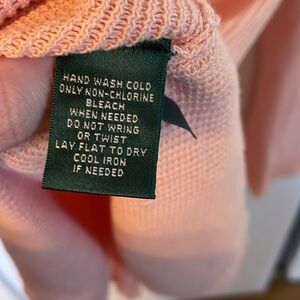 HAND WASH COLD
ONLY NON-CHLORINE
BLEACH
WHEN NEEDED
DO NOT WRING
OR TWIST
LAY FLAT TO DRY
COOL IRON
IF NEEDED